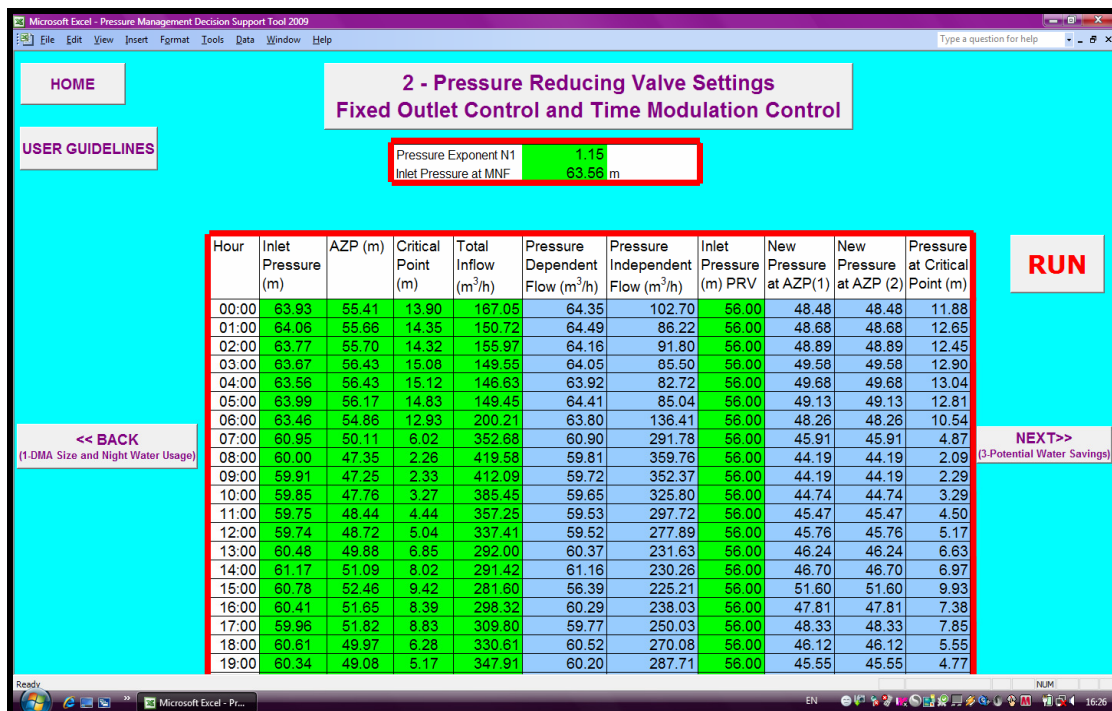 Microsoft Excel - Pressure Management Decision Support Tool 2009
File Edit View Insert Format Tools Data Window Help
Type a question for help
HOME
2 - Pressure Reducing Valve Settings
Fixed Outlet Control and Time Modulation Control
USER GUIDELINES
Pressure Exponent N1 1.15
Inlet Pressure at MNF 63.56 m
Hour Inlet Pressure (m) AZP (m) Critical Point (m) Total Inflow (m³/h) Pressure Dependent Flow (m³/h) Pressure Independent Flow (m³/h) Inlet Pressure (m) PRV New Pressure at AZP(1) New Pressure at AZP (2) Pressure at Critical Point (m)
RUN
00:00 63.93 55.41 13.90 167.05 64.35 102.70 56.00 48.48 48.48 11.88
01:00 64.06 55.66 14.35 150.72 64.49 86.22 56.00 48.68 48.68 12.65
02:00 63.77 55.70 14.32 155.97 64.16 91.80 56.00 48.89 48.89 12.45
03:00 63.67 56.43 15.08 149.55 64.05 85.50 56.00 49.58 49.58 12.90
04:00 63.56 56.43 15.12 146.63 63.92 82.72 56.00 49.68 49.68 13.04
05:00 63.99 56.17 14.83 149.45 64.41 85.04 56.00 49.13 49.13 12.81
06:00 63.46 54.86 12.93 200.21 63.80 136.41 56.00 48.26 48.26 10.54
07:00 60.95 50.11 6.02 352.68 60.90 291.78 56.00 45.91 45.91 4.87
08:00 60.00 47.35 2.26 419.58 59.81 359.76 56.00 44.19 44.19 2.09
09:00 59.91 47.25 2.33 412.09 59.72 352.37 56.00 44.19 44.19 2.29
10:00 59.85 47.76 3.27 385.45 59.65 325.80 56.00 44.74 44.74 3.29
11:00 59.75 48.44 4.44 357.25 59.53 297.72 56.00 45.47 45.47 4.50
12:00 59.74 48.72 5.04 337.41 59.52 277.89 56.00 45.76 45.76 5.17
13:00 60.48 49.88 6.85 292.00 60.37 231.63 56.00 46.24 46.24 6.63
14:00 61.17 51.09 8.02 291.42 61.16 230.26 56.00 46.70 46.70 6.97
15:00 60.78 52.46 9.42 281.60 56.39 225.21 56.00 51.60 51.60 9.93
16:00 60.41 51.65 8.39 298.32 60.29 238.03 56.00 47.81 47.81 7.38
17:00 59.96 51.82 8.83 309.80 59.77 250.03 56.00 48.33 48.33 7.85
18:00 60.61 49.97 6.28 330.61 60.52 270.08 56.00 46.12 46.12 5.55
19:00 60.34 49.08 5.17 347.91 60.20 287.71 56.00 45.55 45.55 4.77
<< BACK
(1-DMA Size and Night Water Usage)
NEXT>>
(3-Potential Water Savings)
Ready
NUM
Microsoft Excel - Pr...
EN
16:26